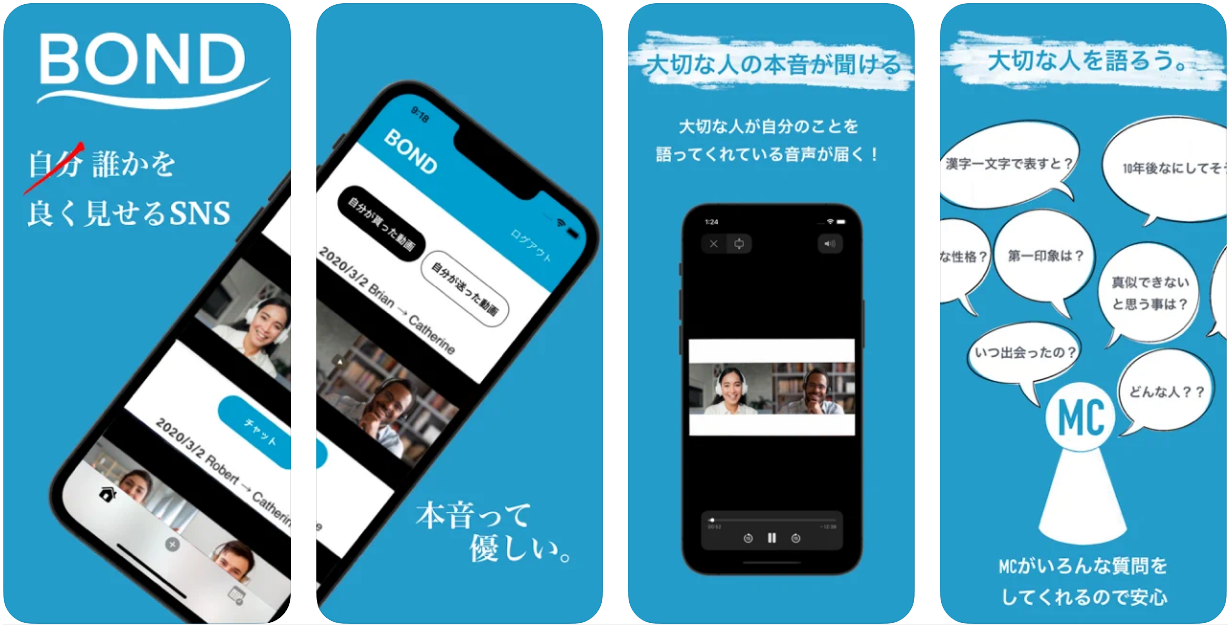 BOND
自分 誰かを
良く見せるSNS
チャット
2020/3/2 Robert → Catherine
9:18
BOND
ログアウト
自分が貰った動画
自分が送った動画
2020/3/2 Brian → Catherine
本音って
優しい。
大切な人の本音が聞ける
大切な人が自分のことを
語ってくれている音声が届く！
1:24
大切な人を語ろう。
漢字一文字で表すと？
10年後なにしてそう
な性格？
第一印象は？
真似できない
と思う事は？
いつ出会ったの？
どんな人？？
MC
MCがいろんな質問を
してくれるので安心